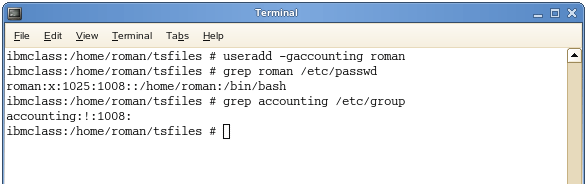 Terminal
File Edit View Terminal Tabs Help
ibmclass:/home/roman/tsfiles # useradd -gaccounting roman
ibmclass:/home/roman/tsfiles # grep roman /etc/passwd
roman:x:1025:1008::/home/roman:/bin/bash
ibmclass:/home/roman/tsfiles # grep accounting /etc/group
accounting:!:1008:
ibmclass:/home/roman/tsfiles #